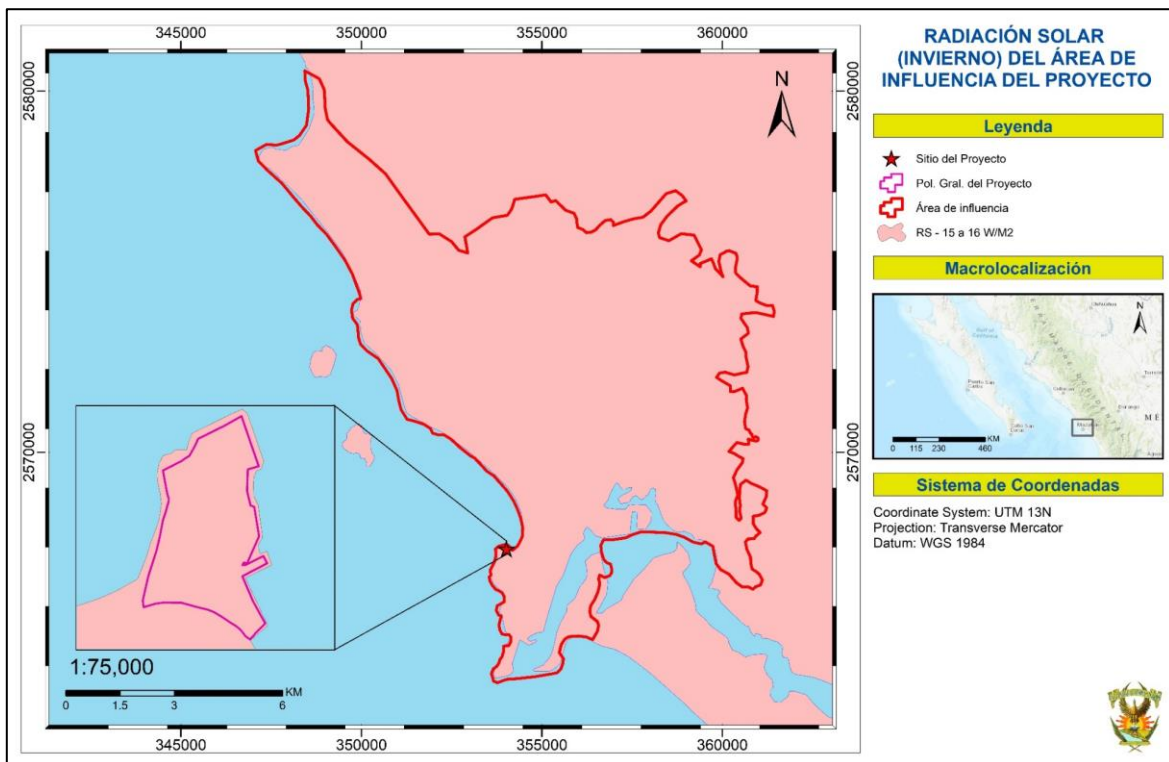 345000 350000 355000 360000
2580000 2580000
N
2570000 2570000
1:75,000
KM
0 1.5 3 6
345000 350000 355000 360000
RADIACIÓN SOLAR
(INVIERNO) DEL ÁREA DE
INFLUENCIA DEL PROYECTO
Leyenda
Sitio del Proyecto
Pol. Gral. del Proyecto
Área de influencia
RS - 15 a 16 W/M2
Macrolocalización
N
Durango
KM
0 115 230 460
Sistema de Coordenadas
Coordinate System: UTM 13N
Projection: Transverse Mercator
Datum: WGS 1984